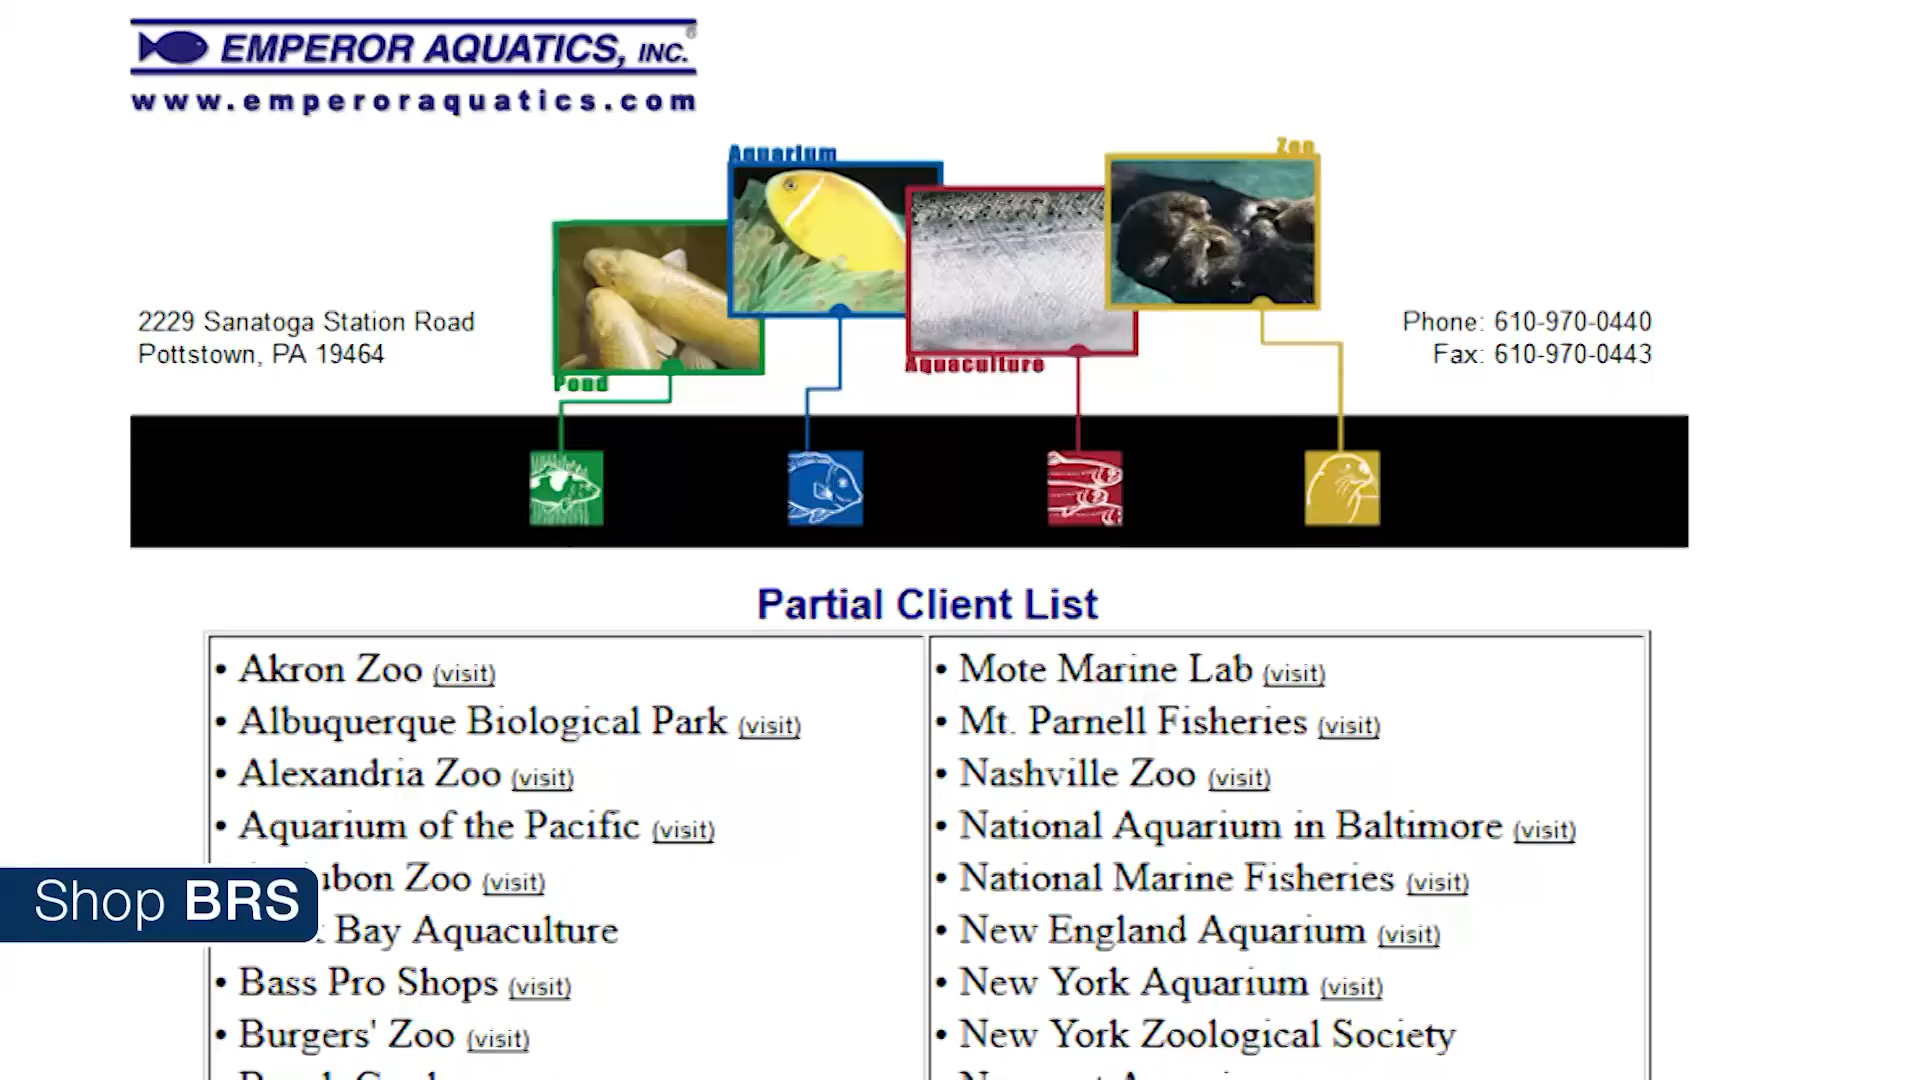 EMPEROR AQUATICS, INC.®
www.emperoraquatics.com
Zoo
Aquarium
2229 Sanatoga Station Road
Pottstown, PA 19464
Phone: 610-970-0440
Fax: 610-970-0443
Aquaculture
Pond
Partial Client List
• Akron Zoo (visit)
• Albuquerque Biological Park (visit)
• Alexandria Zoo (visit)
• Aquarium of the Pacific (visit)
Zoo (visit)
Bay Aquaculture
• Bass Pro Shops (visit)
• Burgers' Zoo (visit)
• Mote Marine Lab (visit)
• Mt. Parnell Fisheries (visit)
• Nashville Zoo (visit)
• National Aquarium in Baltimore (visit)
• National Marine Fisheries (visit)
• New England Aquarium (visit)
• New York Aquarium (visit)
• New York Zoological Society
Shop BRS